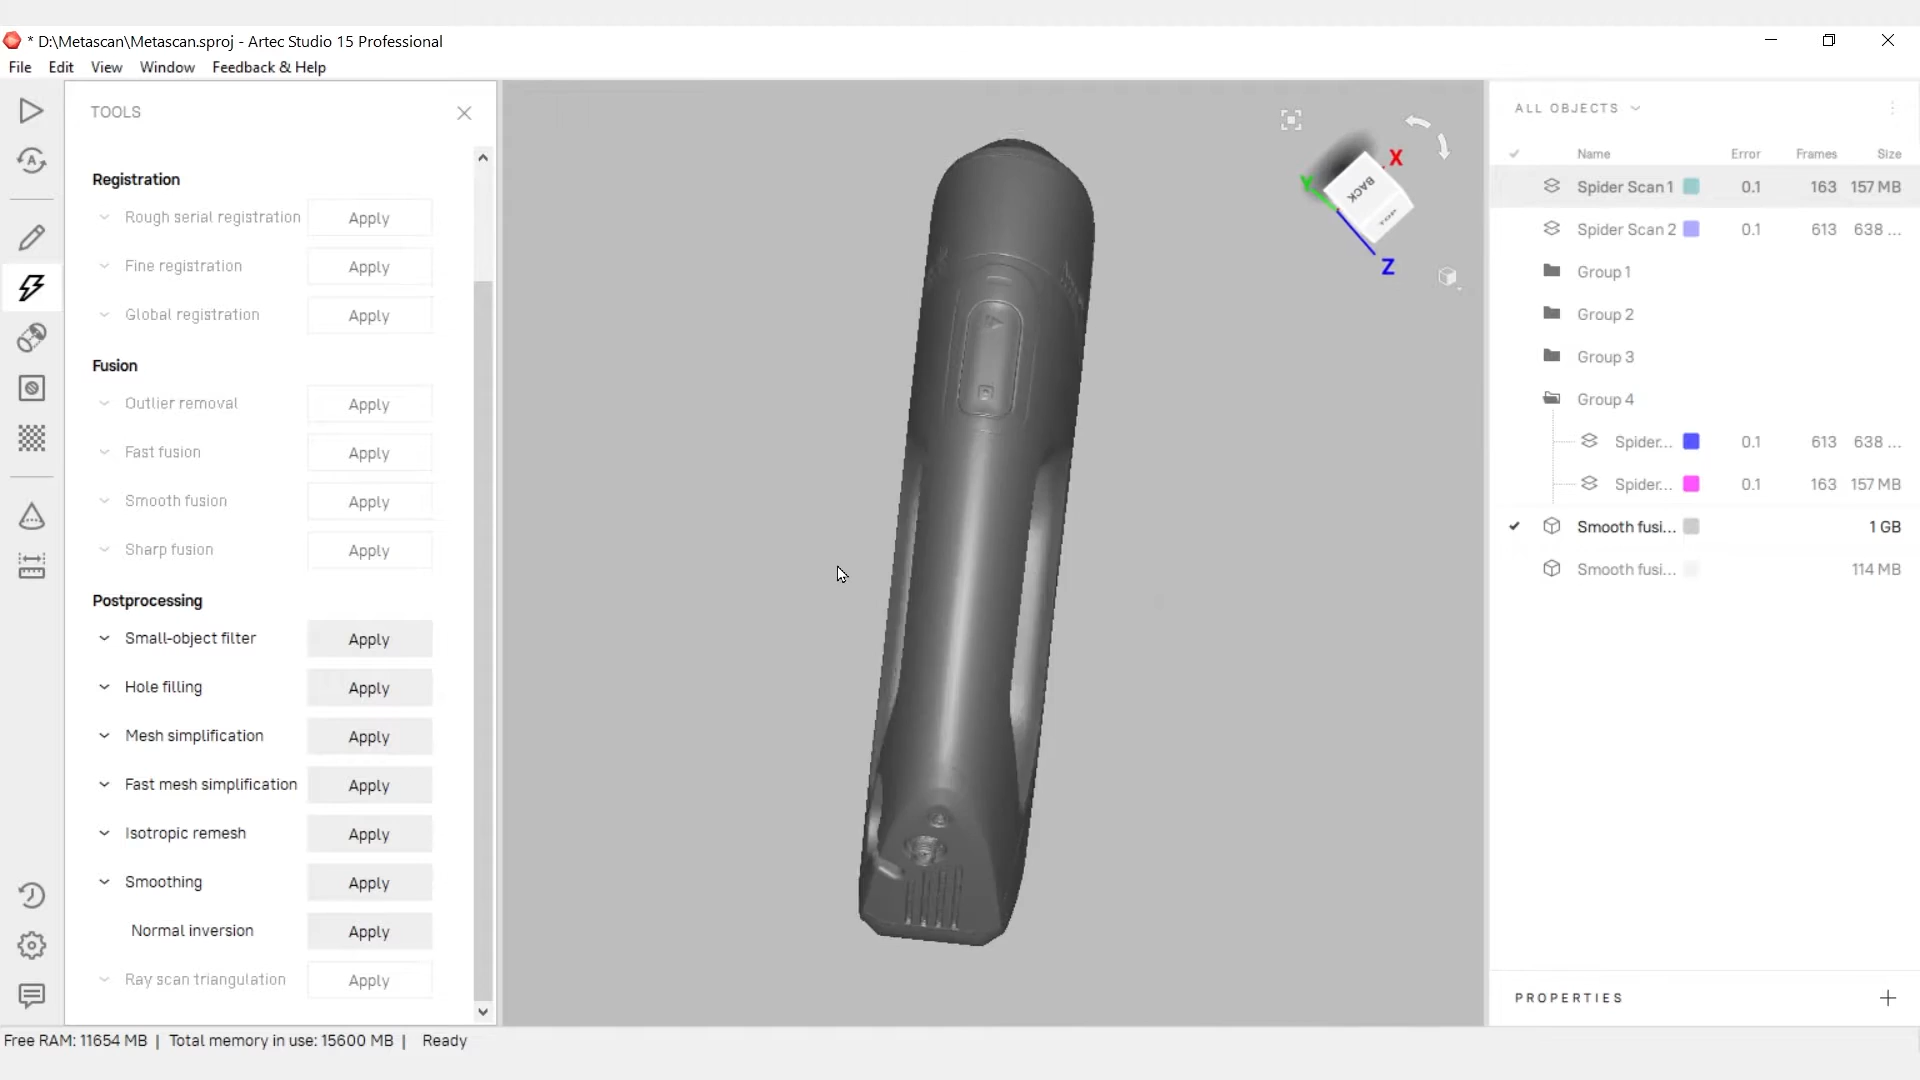 * D:\Metascan\Metascan.sproj - Artec Studio 15 Professional
File Edit View Window Feedback & Help
TOOLS
Registration
Rough serial registration Apply
Fine registration Apply
Global registration Apply
Fusion
Outlier removal Apply
Fast fusion Apply
Smooth fusion Apply
Sharp fusion Apply
Postprocessing
Small-object filter Apply
Hole filling Apply
Mesh simplification Apply
Fast mesh simplification Apply
Isotropic remesh Apply
Smoothing Apply
Normal inversion Apply
Ray scan triangulation Apply
X
Y
BACK
TOP
Z
ALL OBJECTS
Name Error Frames Size
Spider Scan 1 0.1 163 157 MB
Spider Scan 2 0.1 613 638 ...
Group 1
Group 2
Group 3
Group 4
Spider... 0.1 613 638 ...
Spider... 0.1 163 157 MB
Smooth fusi... 1 GB
Smooth fusi... 114 MB
PROPERTIES
Free RAM: 11654 MB | Total memory in use: 15600 MB | Ready